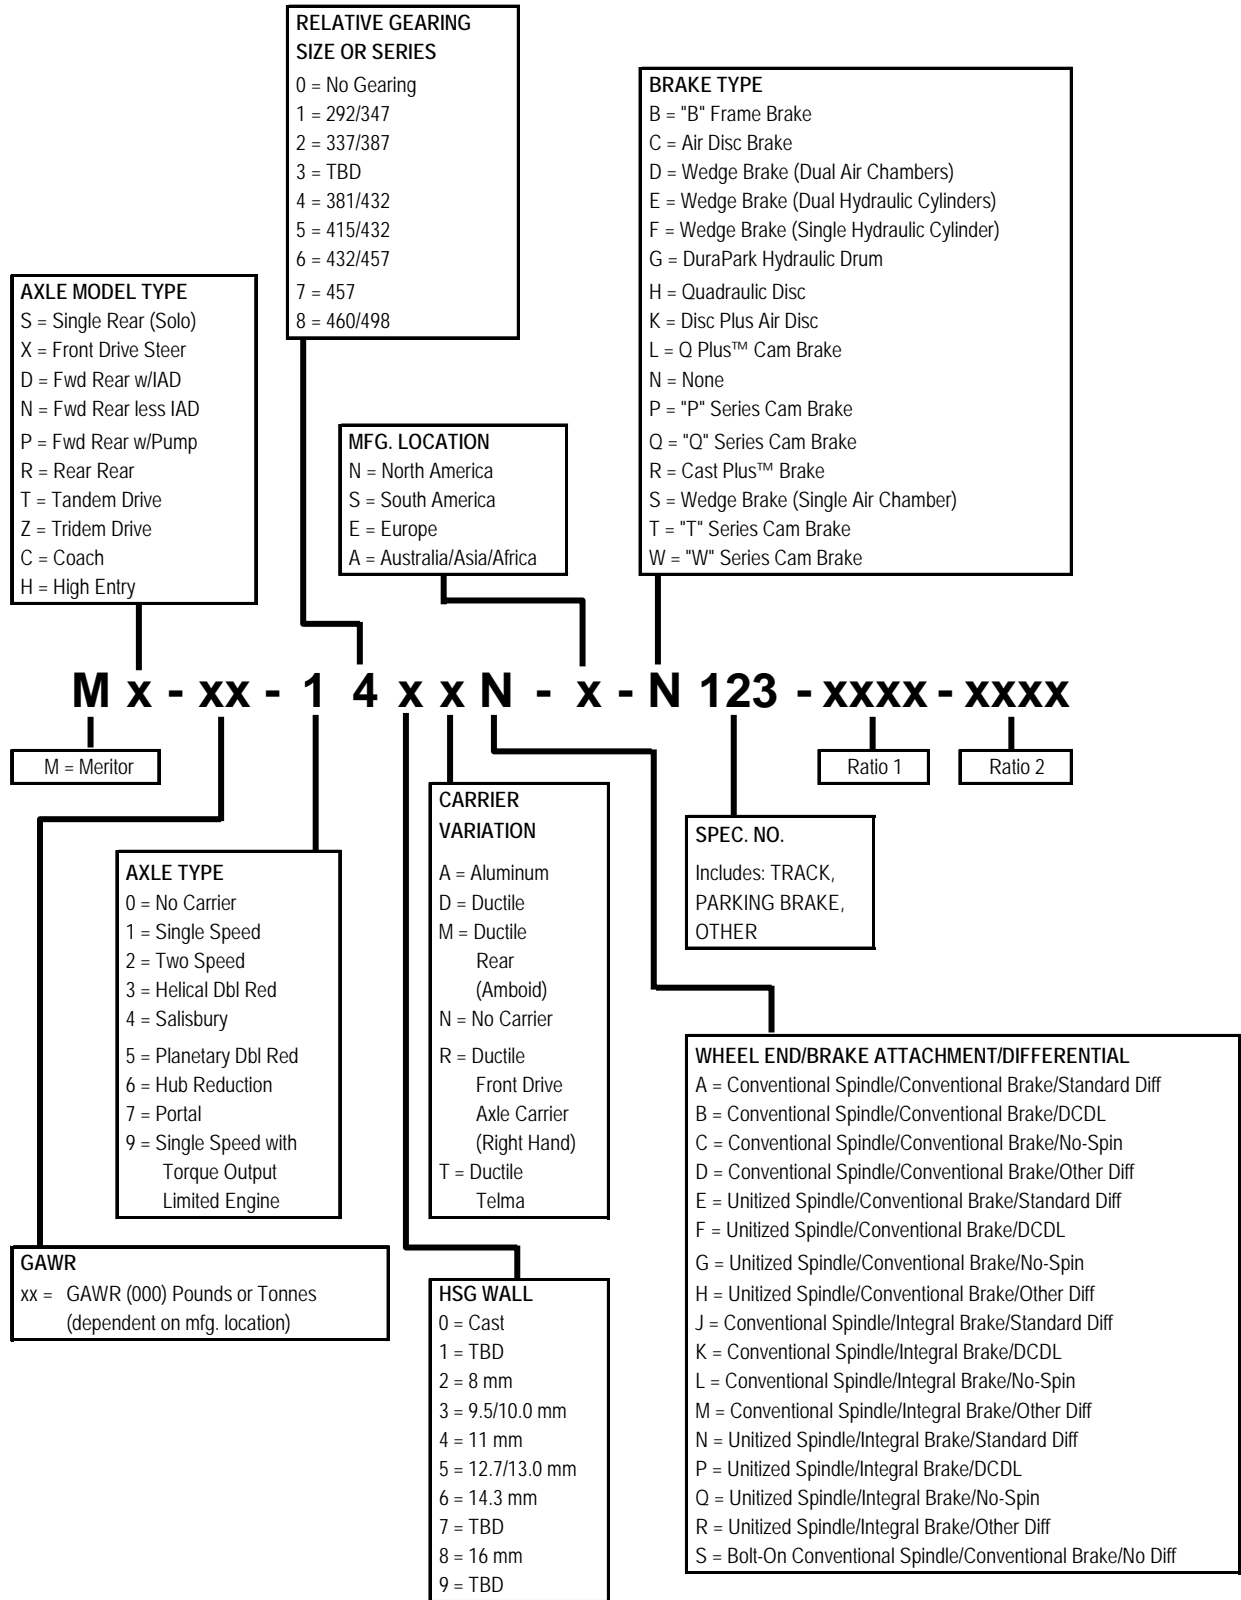 RELATIVE GEARING
SIZE OR SERIES
0 = No Gearing
1 = 292/347
2 = 337/387
3 = TBD
4 = 381/432
5 = 415/432
6 = 432/457
7 = 457
8 = 460/498
BRAKE TYPE
B = "B" Frame Brake
C = Air Disc Brake
D = Wedge Brake (Dual Air Chambers)
E = Wedge Brake (Dual Hydraulic Cylinders)
F = Wedge Brake (Single Hydraulic Cylinder)
G = DuraPark Hydraulic Drum
H = Quadraulic Disc
K = Disc Plus Air Disc
L = Q Plus™ Cam Brake
N = None
P = "P" Series Cam Brake
Q = "Q" Series Cam Brake
R = Cast Plus™ Brake
S = Wedge Brake (Single Air Chamber)
T = "T" Series Cam Brake
W = "W" Series Cam Brake
AXLE MODEL TYPE
S = Single Rear (Solo)
X = Front Drive Steer
D = Fwd Rear w/IAD
N = Fwd Rear less IAD
P = Fwd Rear w/Pump
R = Rear Rear
T = Tandem Drive
Z = Tridem Drive
C = Coach
H = High Entry
MFG. LOCATION
N = North America
S = South America
E = Europe
A = Australia/Asia/Africa
M x - xx - 1 4 x x N - x - N 123 - xxxx - xxxx
M = Meritor
Ratio 1
Ratio 2
CARRIER
VARIATION
A = Aluminum
D = Ductile
M = Ductile
Rear
(Amboid)
N = No Carrier
R = Ductile
Front Drive
Axle Carrier
(Right Hand)
T = Ductile
Telma
SPEC. NO.
Includes: TRACK,
PARKING BRAKE,
OTHER
AXLE TYPE
0 = No Carrier
1 = Single Speed
2 = Two Speed
3 = Helical Dbl Red
4 = Salisbury
5 = Planetary Dbl Red
6 = Hub Reduction
7 = Portal
9 = Single Speed with
Torque Output
Limited Engine
WHEEL END/BRAKE ATTACHMENT/DIFFERENTIAL
A = Conventional Spindle/Conventional Brake/Standard Diff
B = Conventional Spindle/Conventional Brake/DCDL
C = Conventional Spindle/Conventional Brake/No-Spin
D = Conventional Spindle/Conventional Brake/Other Diff
E = Unitized Spindle/Conventional Brake/Standard Diff
F = Unitized Spindle/Conventional Brake/DCDL
G = Unitized Spindle/Conventional Brake/No-Spin
H = Unitized Spindle/Conventional Brake/Other Diff
J = Conventional Spindle/Integral Brake/Standard Diff
K = Conventional Spindle/Integral Brake/DCDL
L = Conventional Spindle/Integral Brake/No-Spin
M = Conventional Spindle/Integral Brake/Other Diff
N = Unitized Spindle/Integral Brake/Standard Diff
P = Unitized Spindle/Integral Brake/DCDL
Q = Unitized Spindle/Integral Brake/No-Spin
R = Unitized Spindle/Integral Brake/Other Diff
S = Bolt-On Conventional Spindle/Conventional Brake/No Diff
GAWR
xx = GAWR (000) Pounds or Tonnes
(dependent on mfg. location)
HSG WALL
0 = Cast
1 = TBD
2 = 8 mm
3 = 9.5/10.0 mm
4 = 11 mm
5 = 12.7/13.0 mm
6 = 14.3 mm
7 = TBD
8 = 16 mm
9 = TBD